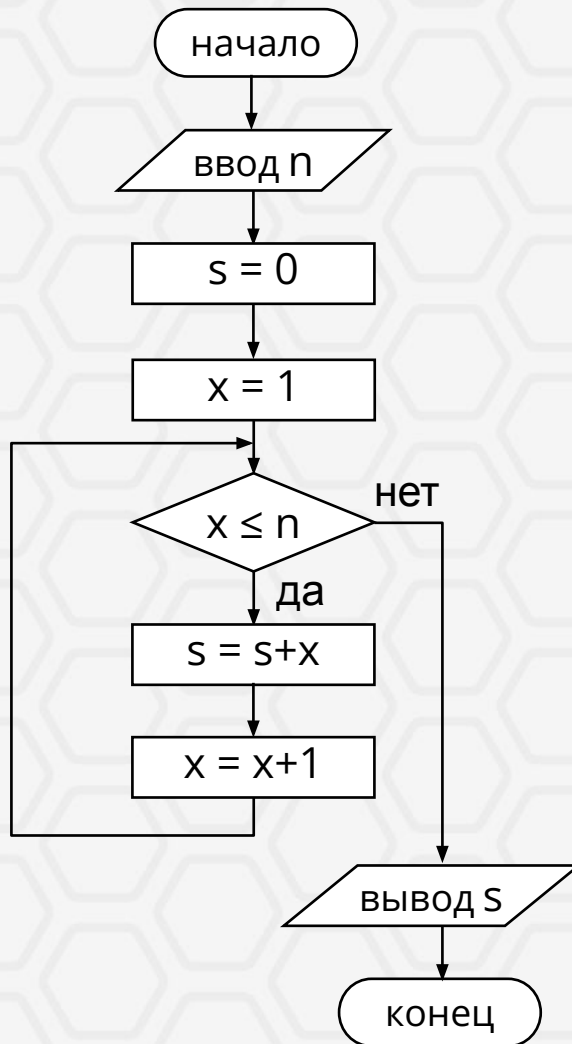 начало
ввод n
s = 0
x = 1
x ≤ n
нет
да
s = s+x
x = x+1
вывод s
конец